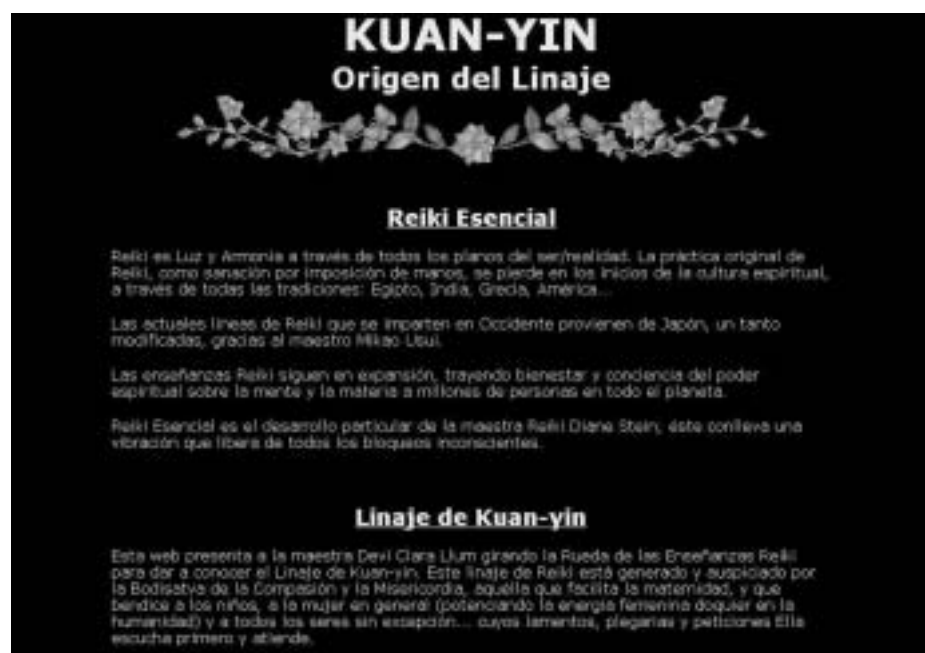 KUAN-YIN
Origen del Linaje
Reiki Esencial
Reiki es Luz y Armonia a través de todos los planos del ser/realidad. La práctica original de
Reiki, como sanación por imposición de manos, se pierde en los inicios de la cultura espiritual,
a través de todas las tradiciones: Egipto, India, Grecia, América...
Las actuales líneas de Reiki que se imparten en Occidente provienen de Japón, un tanto
modificadas, gracias al maestro Mikao Usui.
Las enseñanzas Reiki siguen en expansión, trayendo bienestar y conciencia del poder
espiritual sobre la mente y la materia a millones de personas en todo el planeta.
Reiki Esencial es el desarrollo particular de la maestra Reiki Diane Stein, éste conlleva una
vibración que libera de todos los bloqueos inconscientes.
Linaje de Kuan-yin
Esta web presenta a la maestra Devi Clara Llum girando la Rueda de las Enseñanzas Reiki
para dar a conocer el Linaje de Kuan-yin. Este linaje de Reiki está generado y auspiciado por
la Bodisatva de la Compasión y la Misericordia, aquélla que facilita la maternidad, y que
bendice a los niños, a la mujer en general (potenciando la energía femenina doquier en la
humanidad) y a todos los seres sin excepción... cuyos lamentos, plegarias y peticiones Ella
escucha primero y atiende.